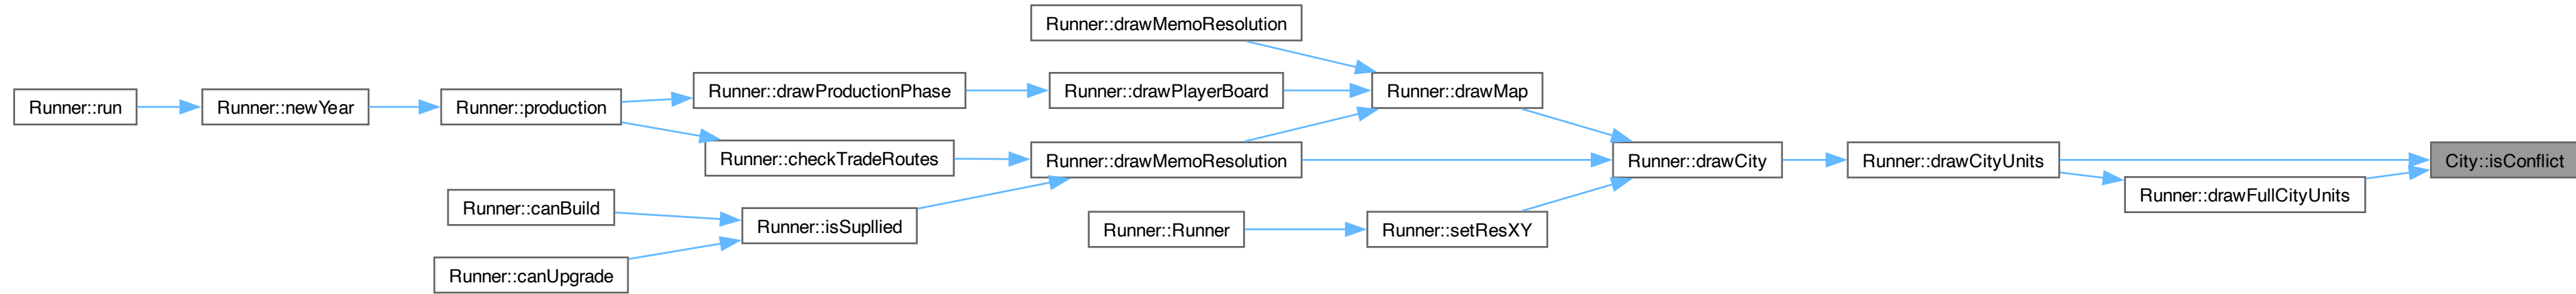 Runner::drawMemoResolution
Runner::run
Runner::newYear
Runner::production
Runner::drawProductionPhase
Runner::drawPlayerBoard
Runner::drawMap
Runner::checkTradeRoutes
Runner::drawMemoResolution
Runner::drawCity
Runner::drawCityUnits
City::isConflict
Runner::drawFullCityUnits
Runner::canBuild
Runner::isSupllied
Runner::Runner
Runner::setResXY
Runner::canUpgrade